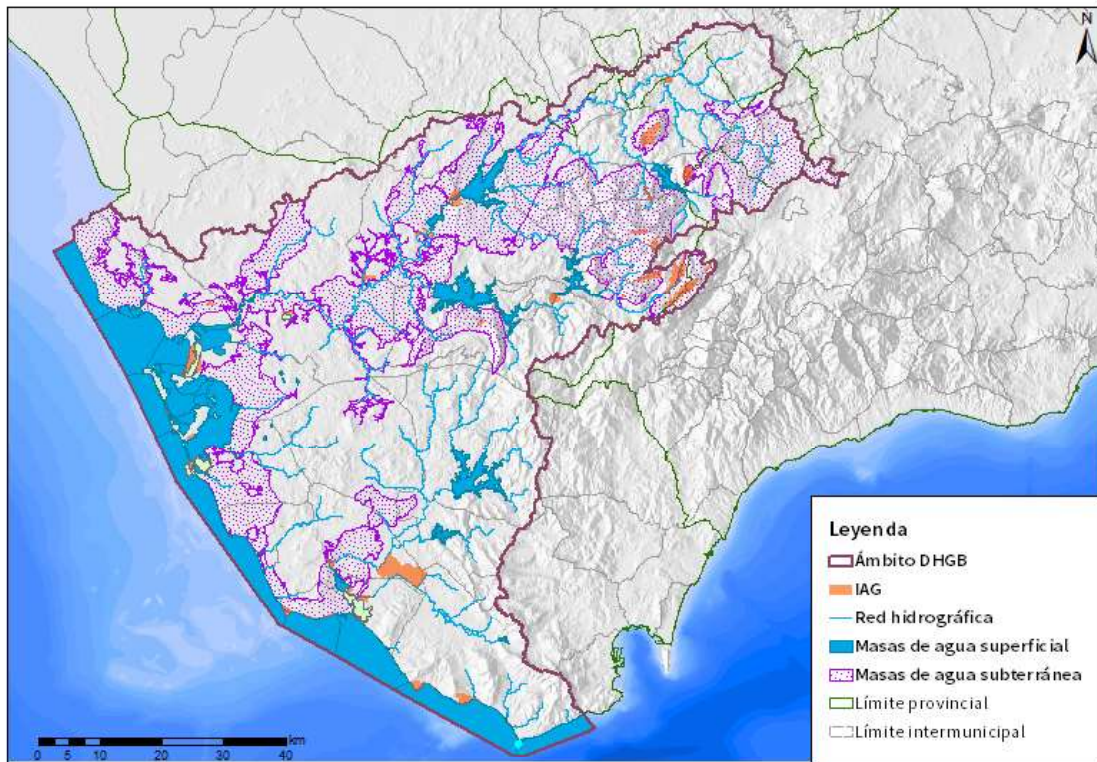 N
Leyenda
Ámbito DHGB
IAG
Red hidrográfica
Masas de agua superficial
Masas de agua subterránea
Límite provincial
Límite intermunicipal
km
0 5 10 20 30 40